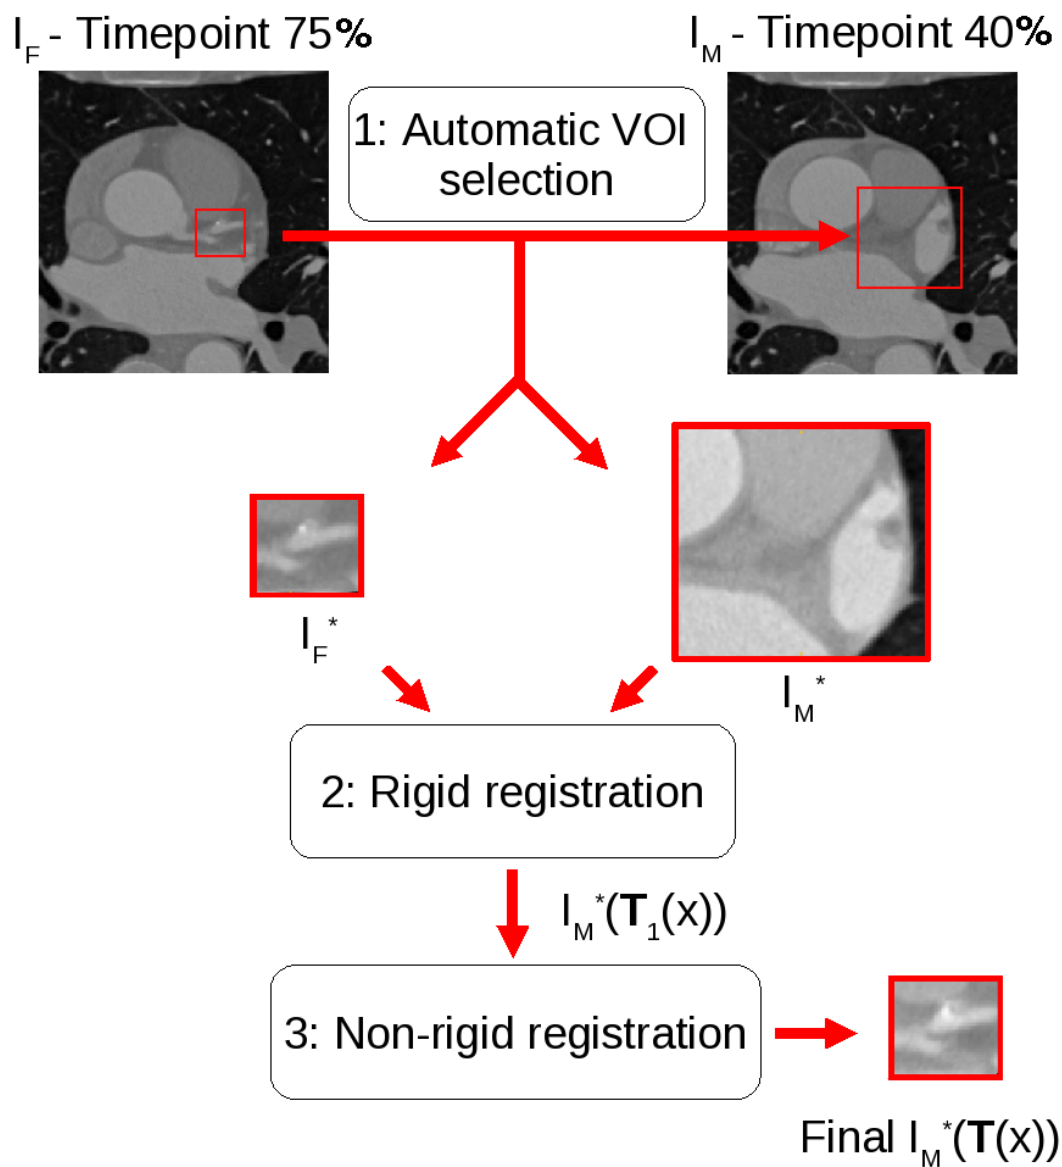 I_F - Timepoint 75%
I_M - Timepoint 40%
1: Automatic VOI
selection
I_F*
I_M*
2: Rigid registration
I_M*(T_1(x))
3: Non-rigid registration
Final I_M*(T(x))